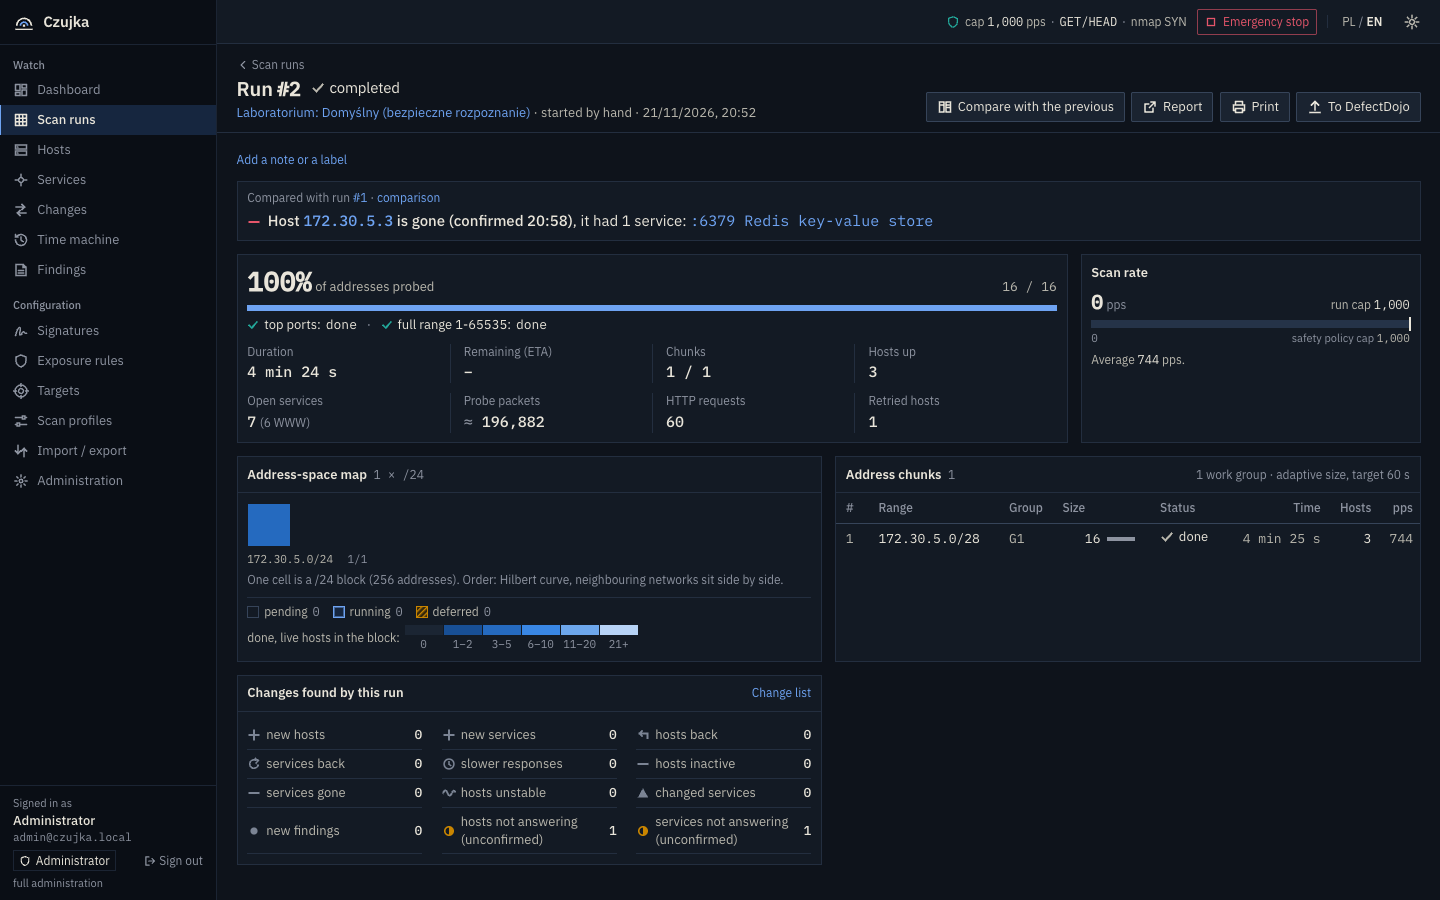 Czujka
cap 1,000 pps · GET/HEAD · nmap SYN
Emergency stop
PL / EN
Watch
Dashboard
Scan runs
Hosts
Services
Changes
Time machine
Findings
Configuration
Signatures
Exposure rules
Targets
Scan profiles
Import / export
Administration
Signed in as
Administrator
admin@czujka.local
Administrator
Sign out
full administration
Scan runs
Run #2 completed
Laboratorium: Domyślny (bezpieczne rozpoznanie) · started by hand · 21/11/2026, 20:52
Compare with the previous
Report
Print
To DefectDojo
Add a note or a label
Compared with run #1 · comparison
Host 172.30.5.3 is gone (confirmed 20:58), it had 1 service: :6379 Redis key-value store
100% of addresses probed 16 / 16
top ports: done · full range 1-65535: done
Duration Remaining (ETA) Chunks Hosts up
4 min 24 s – 1 / 1 3
Open services Probe packets HTTP requests Retried hosts
7 (6 WWW) ≈ 196,882 60 1
Scan rate
0 pps run cap 1,000
0 safety policy cap 1,000
Average 744 pps.
Address-space map 1 × /24
172.30.5.0/24 1/1
One cell is a /24 block (256 addresses). Order: Hilbert curve, neighbouring networks sit side by side.
pending 0 running 0 deferred 0
done, live hosts in the block:
0 1–2 3–5 6–10 11–20 21+
Address chunks 1 1 work group · adaptive size, target 60 s
# Range Group Size Status Time Hosts pps
1 172.30.5.0/28 G1 16 done 4 min 25 s 3 744
Changes found by this run Change list
new hosts 0 new services 0 hosts back 0
services back 0 slower responses 0 hosts inactive 0
services gone 0 hosts unstable 0 changed services 0
new findings 0 hosts not answering (unconfirmed) 1 services not answering (unconfirmed) 1